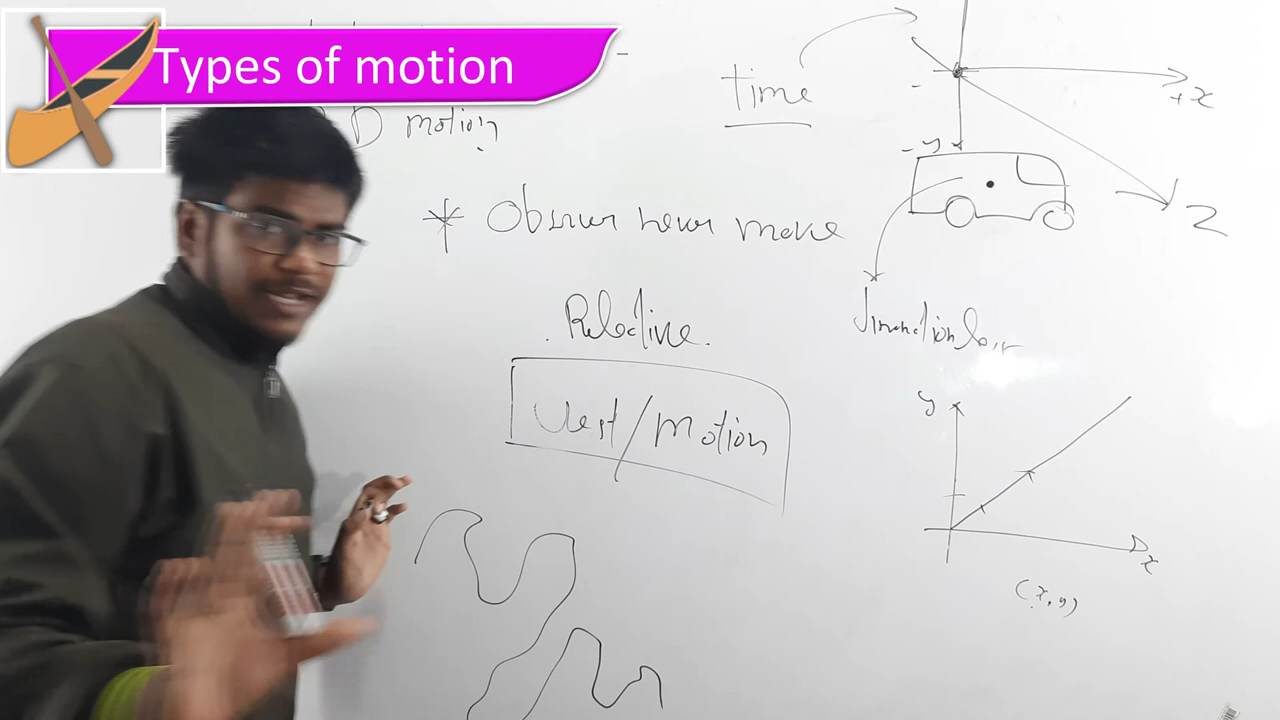 Types of motion
D motion
time
+x
-y
Z
* Observer never move
Relative
Rest/Motion
y
x
(x, y)